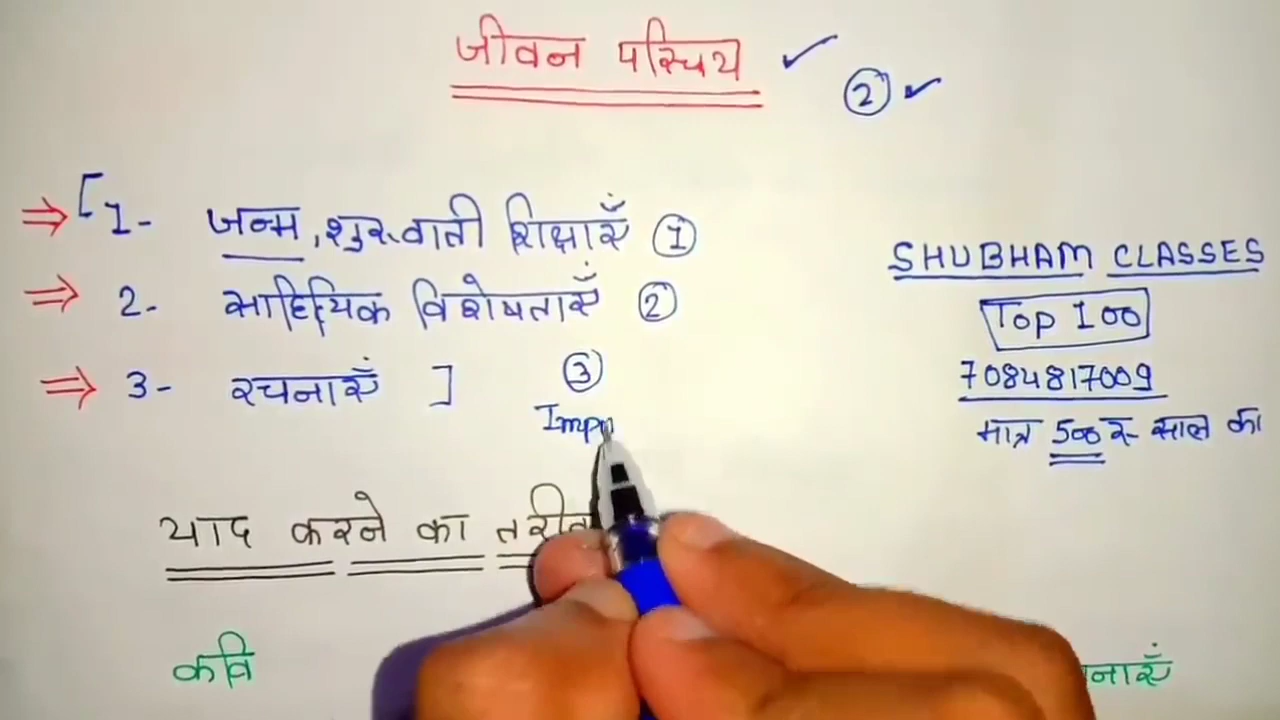 जीवन परिचय
②
[1- जन्म, शुरुवाती शिक्षाएँ ①
2- साहित्यिक विशेषताएँ ②
3- रचनाएँ ] ③
SHUBHAM CLASSES
Top 100
7084817009
मात्र 500 रु साल का
याद करने का
कवि